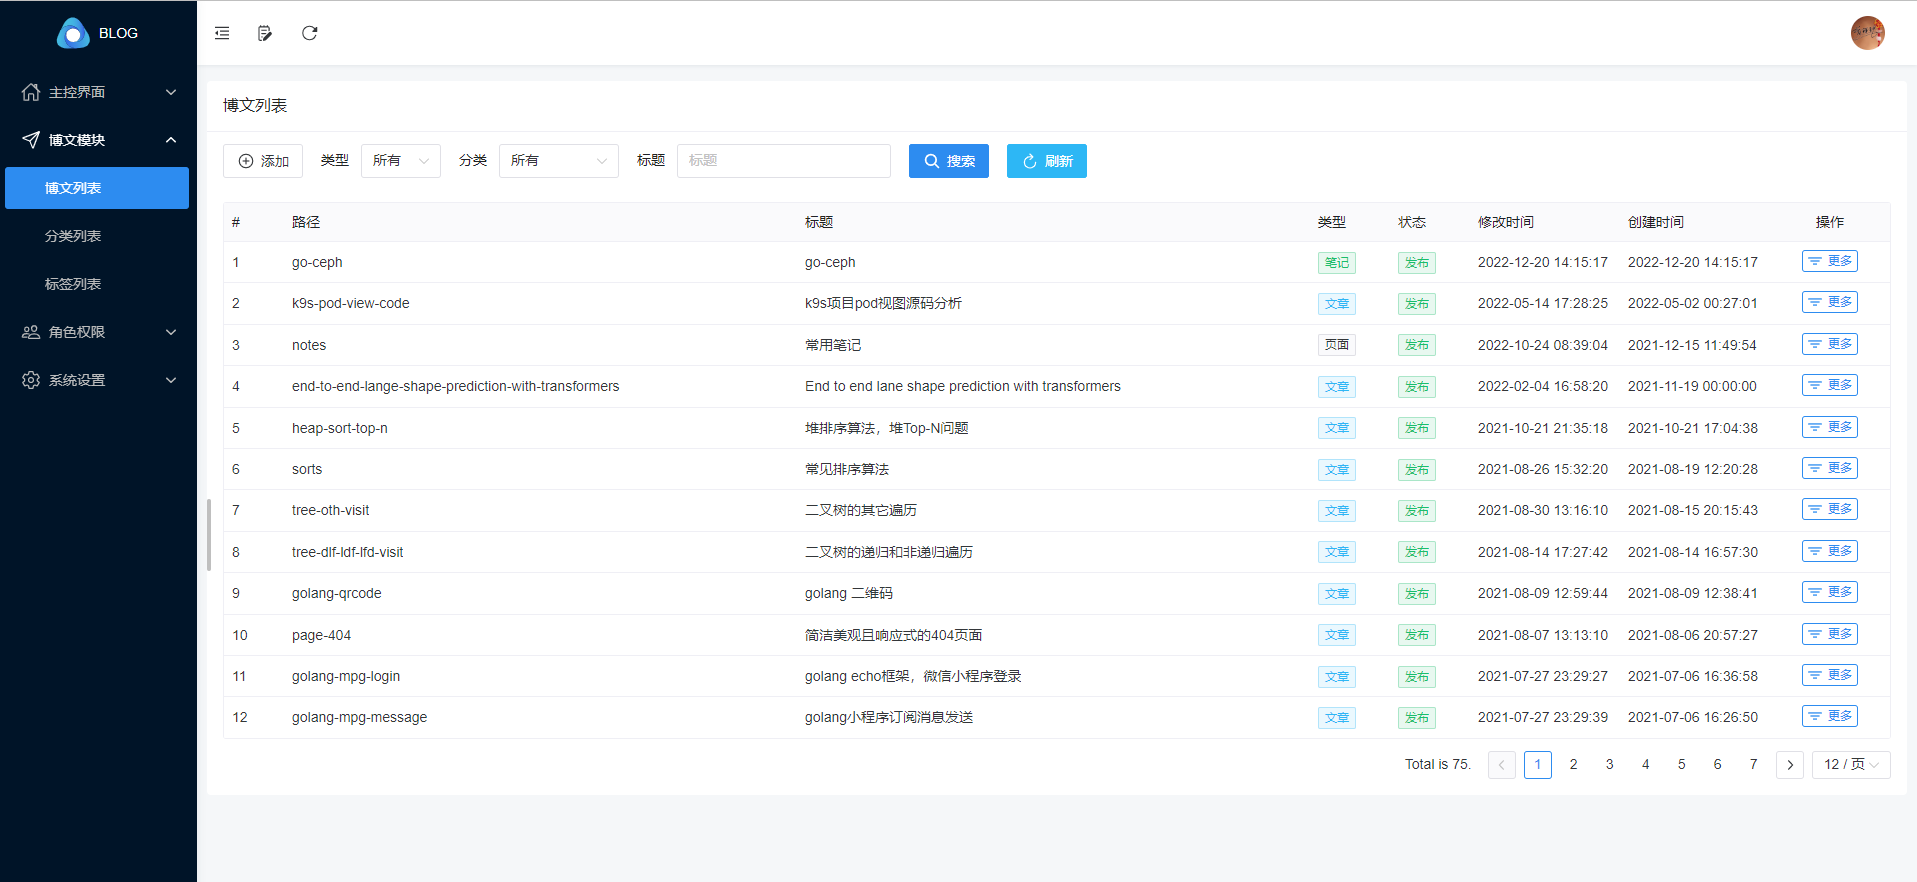 BLOG
主控界面
博文模块
博文列表
分类列表
标签列表
角色权限
系统设置
博文列表
添加 类型 所有 分类 所有 标题 标题 搜索 刷新
# 路径 标题 类型 状态 修改时间 创建时间 操作
1 go-ceph go-ceph 笔记 发布 2022-12-20 14:15:17 2022-12-20 14:15:17 更多
2 k9s-pod-view-code k9s项目pod视图源码分析 文章 发布 2022-05-14 17:28:25 2022-05-02 00:27:01 更多
3 notes 常用笔记 页面 发布 2022-10-24 08:39:04 2021-12-15 11:49:54 更多
4 end-to-end-lange-shape-prediction-with-transformers End to end lane shape prediction with transformers 文章 发布 2022-02-04 16:58:20 2021-11-19 00:00:00 更多
5 heap-sort-top-n 堆排序算法，堆Top-N问题 文章 发布 2021-10-21 21:35:18 2021-10-21 17:04:38 更多
6 sorts 常见排序算法 文章 发布 2021-08-26 15:32:20 2021-08-19 12:20:28 更多
7 tree-oth-visit 二叉树的其它遍历 文章 发布 2021-08-30 13:16:10 2021-08-15 20:15:43 更多
8 tree-dlf-ldf-lfd-visit 二叉树的递归和非递归遍历 文章 发布 2021-08-14 17:27:42 2021-08-14 16:57:30 更多
9 golang-qrcode golang 二维码 文章 发布 2021-08-09 12:59:44 2021-08-09 12:38:41 更多
10 page-404 简洁美观且响应式的404页面 文章 发布 2021-08-07 13:13:10 2021-08-06 20:57:27 更多
11 golang-mpg-login golang echo框架，微信小程序登录 文章 发布 2021-07-27 23:29:27 2021-07-06 16:36:58 更多
12 golang-mpg-message golang小程序订阅消息发送 文章 发布 2021-07-27 23:29:39 2021-07-06 16:26:50 更多
Total is 75. 1 2 3 4 5 6 7 12 / 页